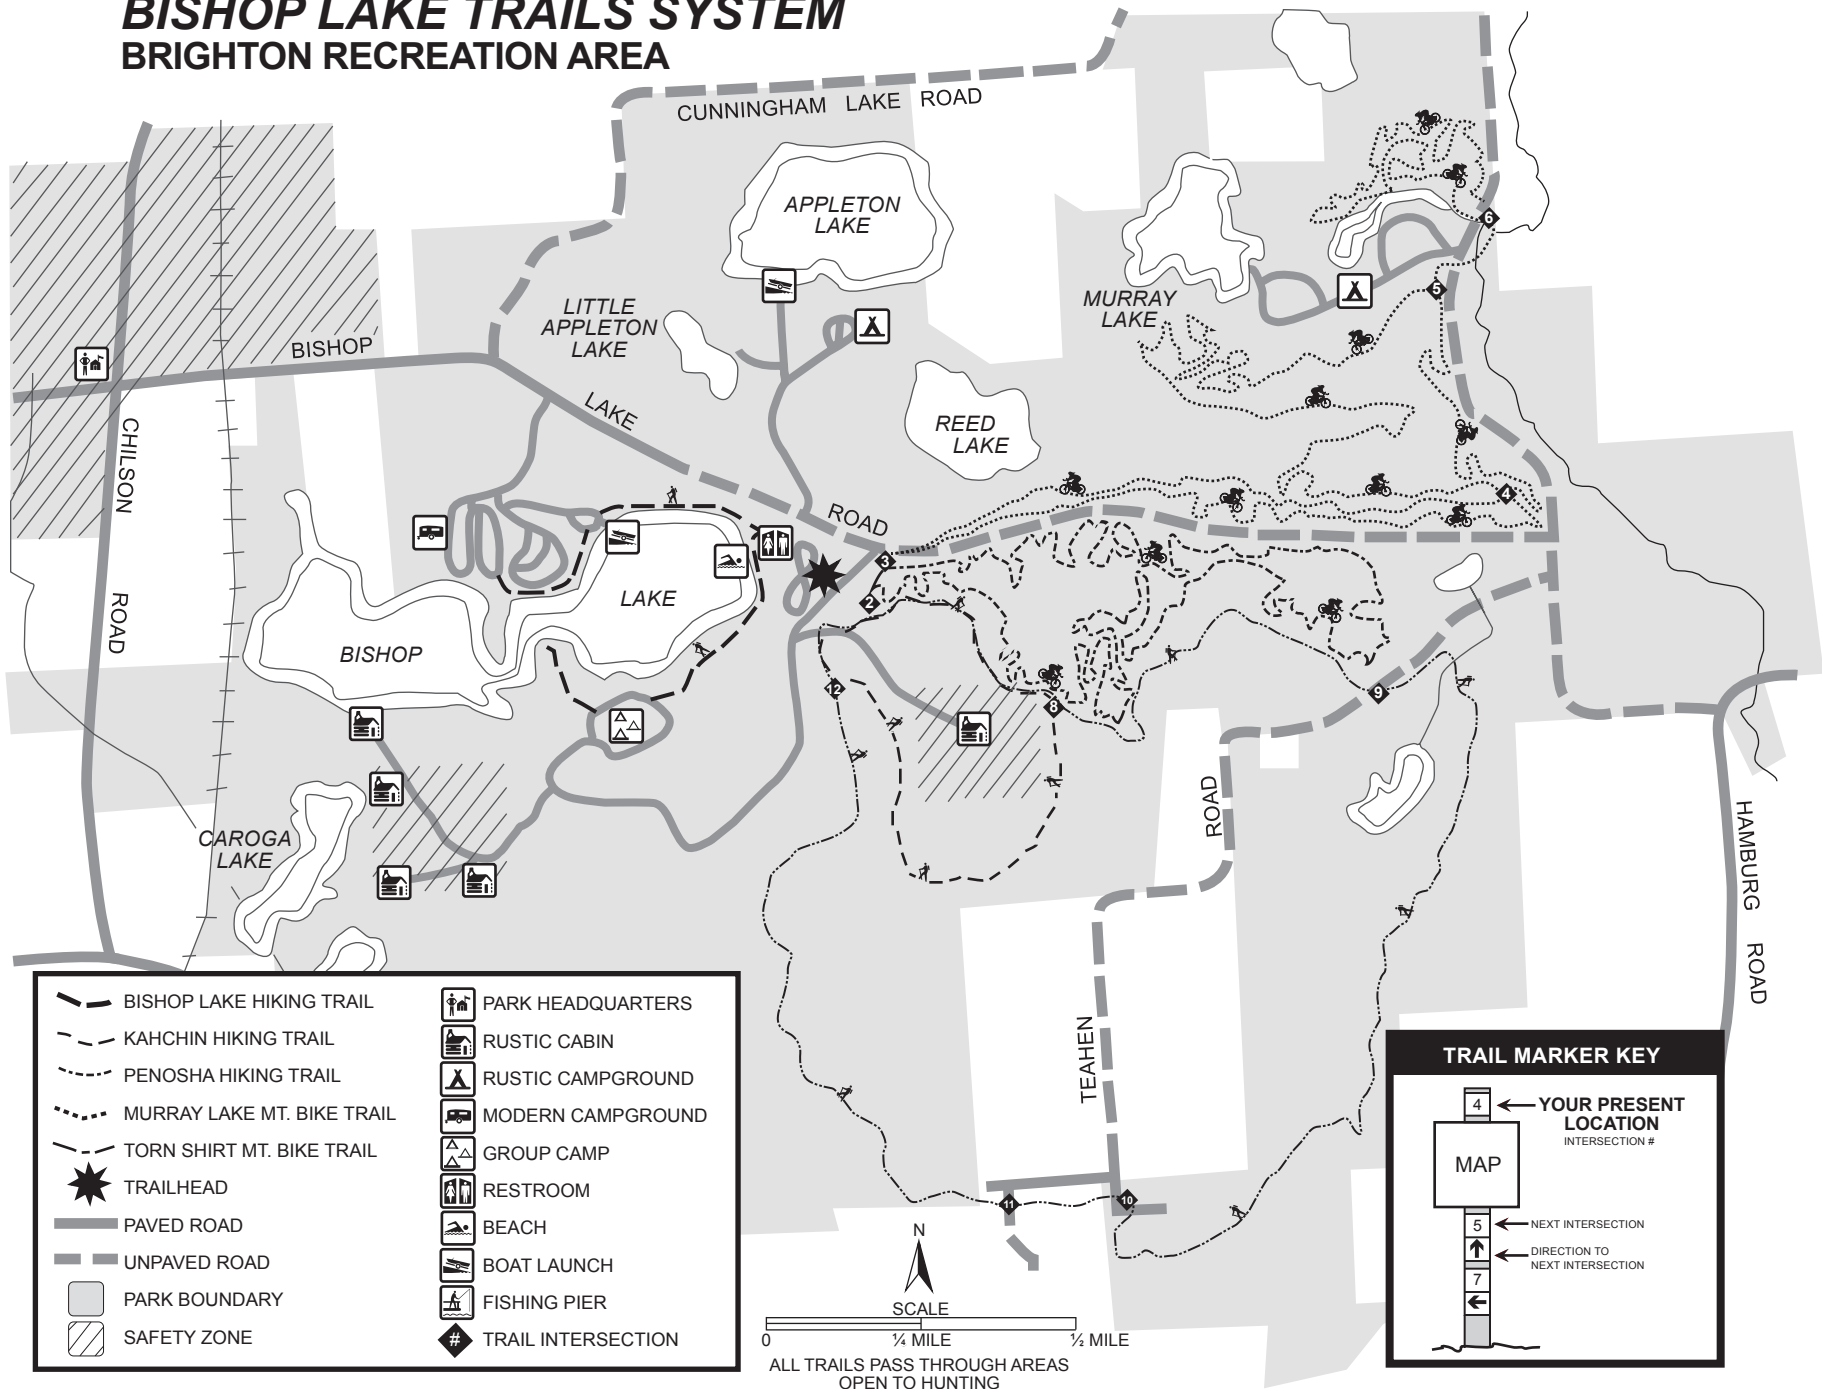 BISHOP LAKE TRAILS SYSTEM
BRIGHTON RECREATION AREA
CUNNINGHAM LAKE ROAD
APPLETON
LAKE
6
LITTLE
APPLETON
LAKE
MURRAY
LAKE
5
BISHOP
LAKE
ROAD
REED
LAKE
CHILSON
ROAD
4
3
2
LAKE
BISHOP
12
8
9
ROAD
TEAHEN
HAMBURG
ROAD
CAROGA
LAKE
11
10
BISHOP LAKE HIKING TRAIL
KAHCHIN HIKING TRAIL
PENOSHA HIKING TRAIL
MURRAY LAKE MT. BIKE TRAIL
TORN SHIRT MT. BIKE TRAIL
TRAILHEAD
PAVED ROAD
UNPAVED ROAD
PARK BOUNDARY
SAFETY ZONE
PARK HEADQUARTERS
RUSTIC CABIN
RUSTIC CAMPGROUND
MODERN CAMPGROUND
GROUP CAMP
RESTROOM
BEACH
BOAT LAUNCH
FISHING PIER
# TRAIL INTERSECTION
N
SCALE
0 ¼ MILE ½ MILE
ALL TRAILS PASS THROUGH AREAS
OPEN TO HUNTING
TRAIL MARKER KEY
4 YOUR PRESENT
LOCATION
INTERSECTION #
MAP
5 NEXT INTERSECTION
DIRECTION TO
NEXT INTERSECTION
7